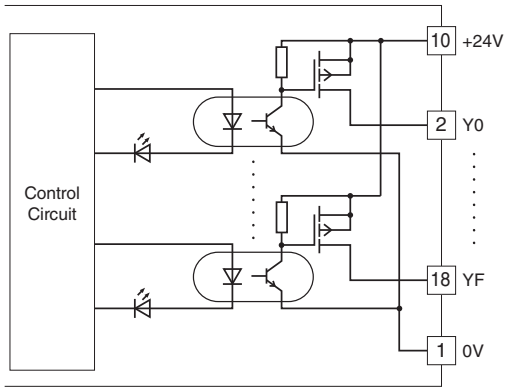 10 +24V
2 Y0
Control
Circuit
18 YF
1 0V